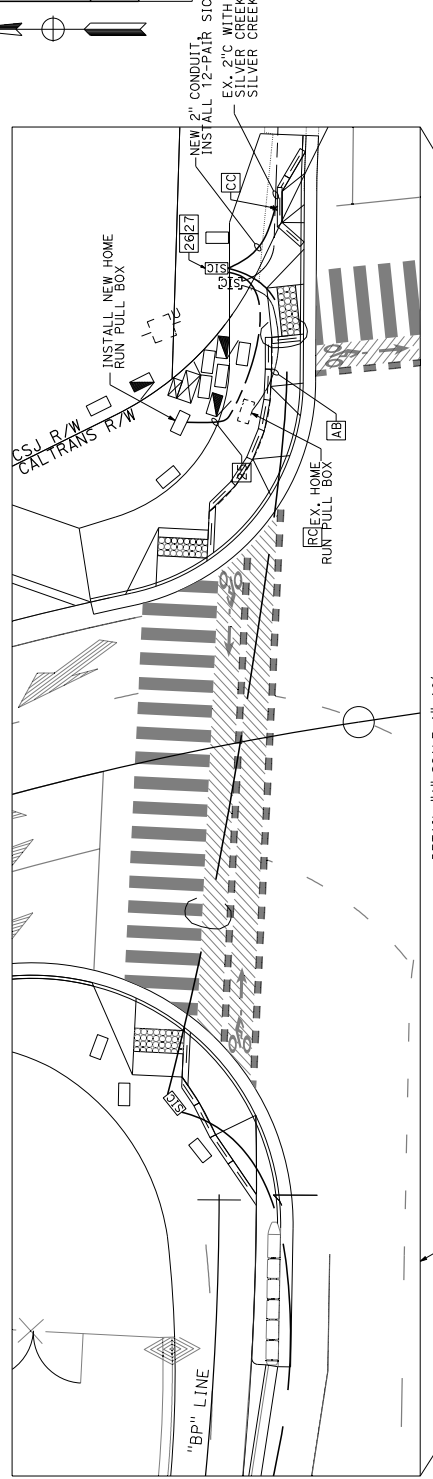 NEW 2" CONDUIT,
INSTALL 12-PAIR SIC
EX. 2"C WITH
SILVER CREEK
SILVER CREEK
CC
26 27
SIC
SIC
INSTALL NEW HOME
RUN PULL BOX
CSJ R/W
CALTRANS R/W
25
AB
RC EX. HOME
RUN PULL BOX
SIC
"BP" LINE